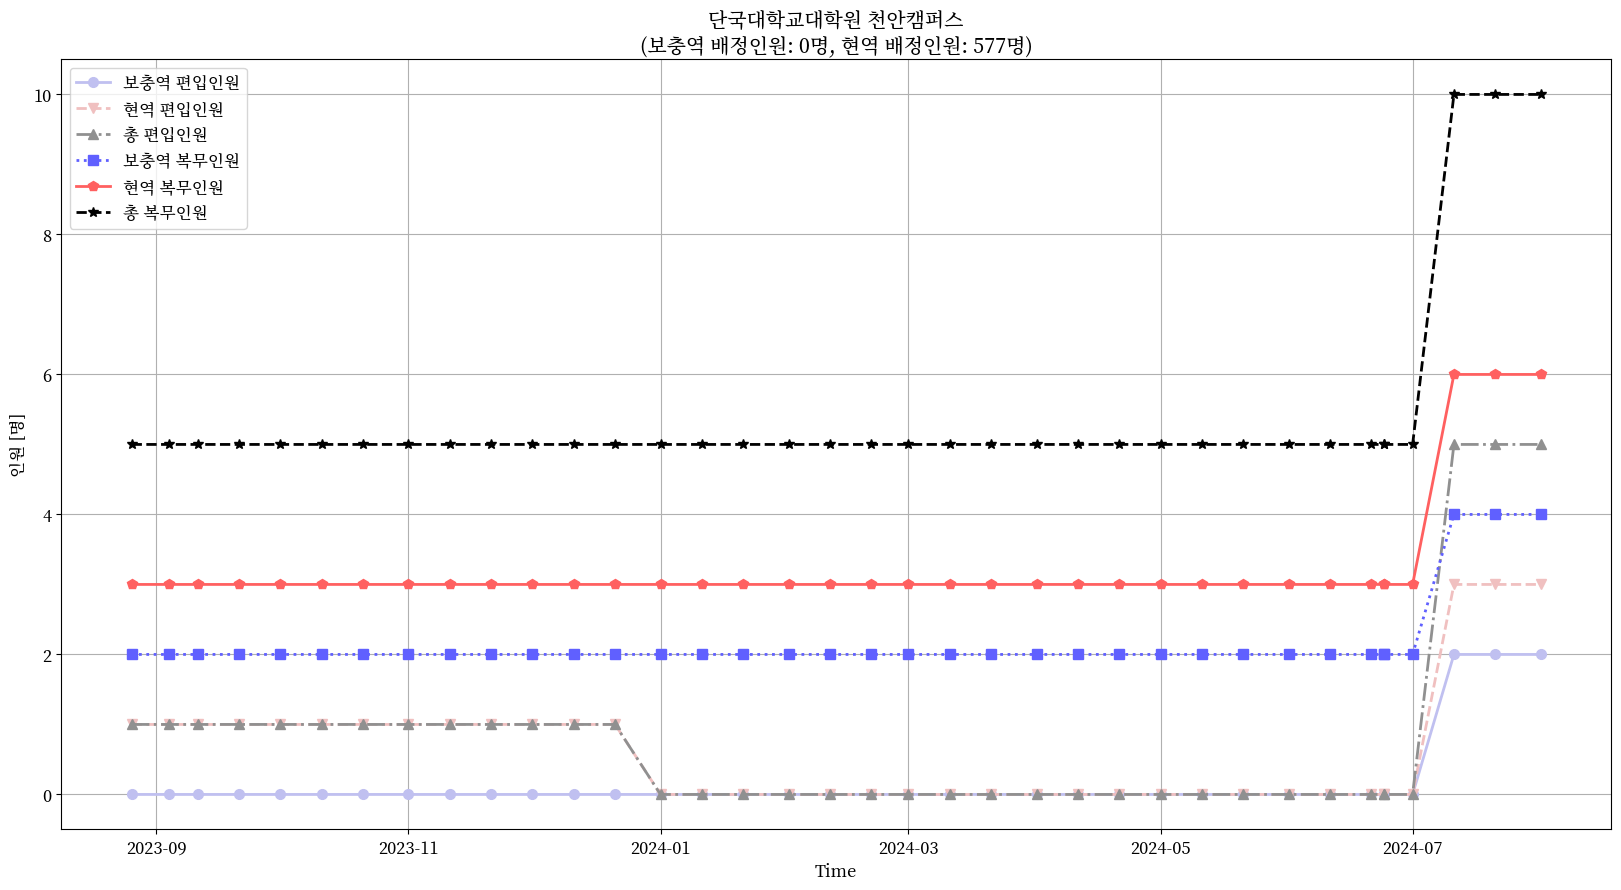 단국대학교대학원 천안캠퍼스
(보충역 배정인원: 0명, 현역 배정인원: 577명)
보충역 편입인원
현역 편입인원
총 편입인원
보충역 복무인원
현역 복무인원
총 복무인원
인원 [명]
10
8
6
4
2
0
2023-09
2023-11
2024-01
2024-03
2024-05
2024-07
Time